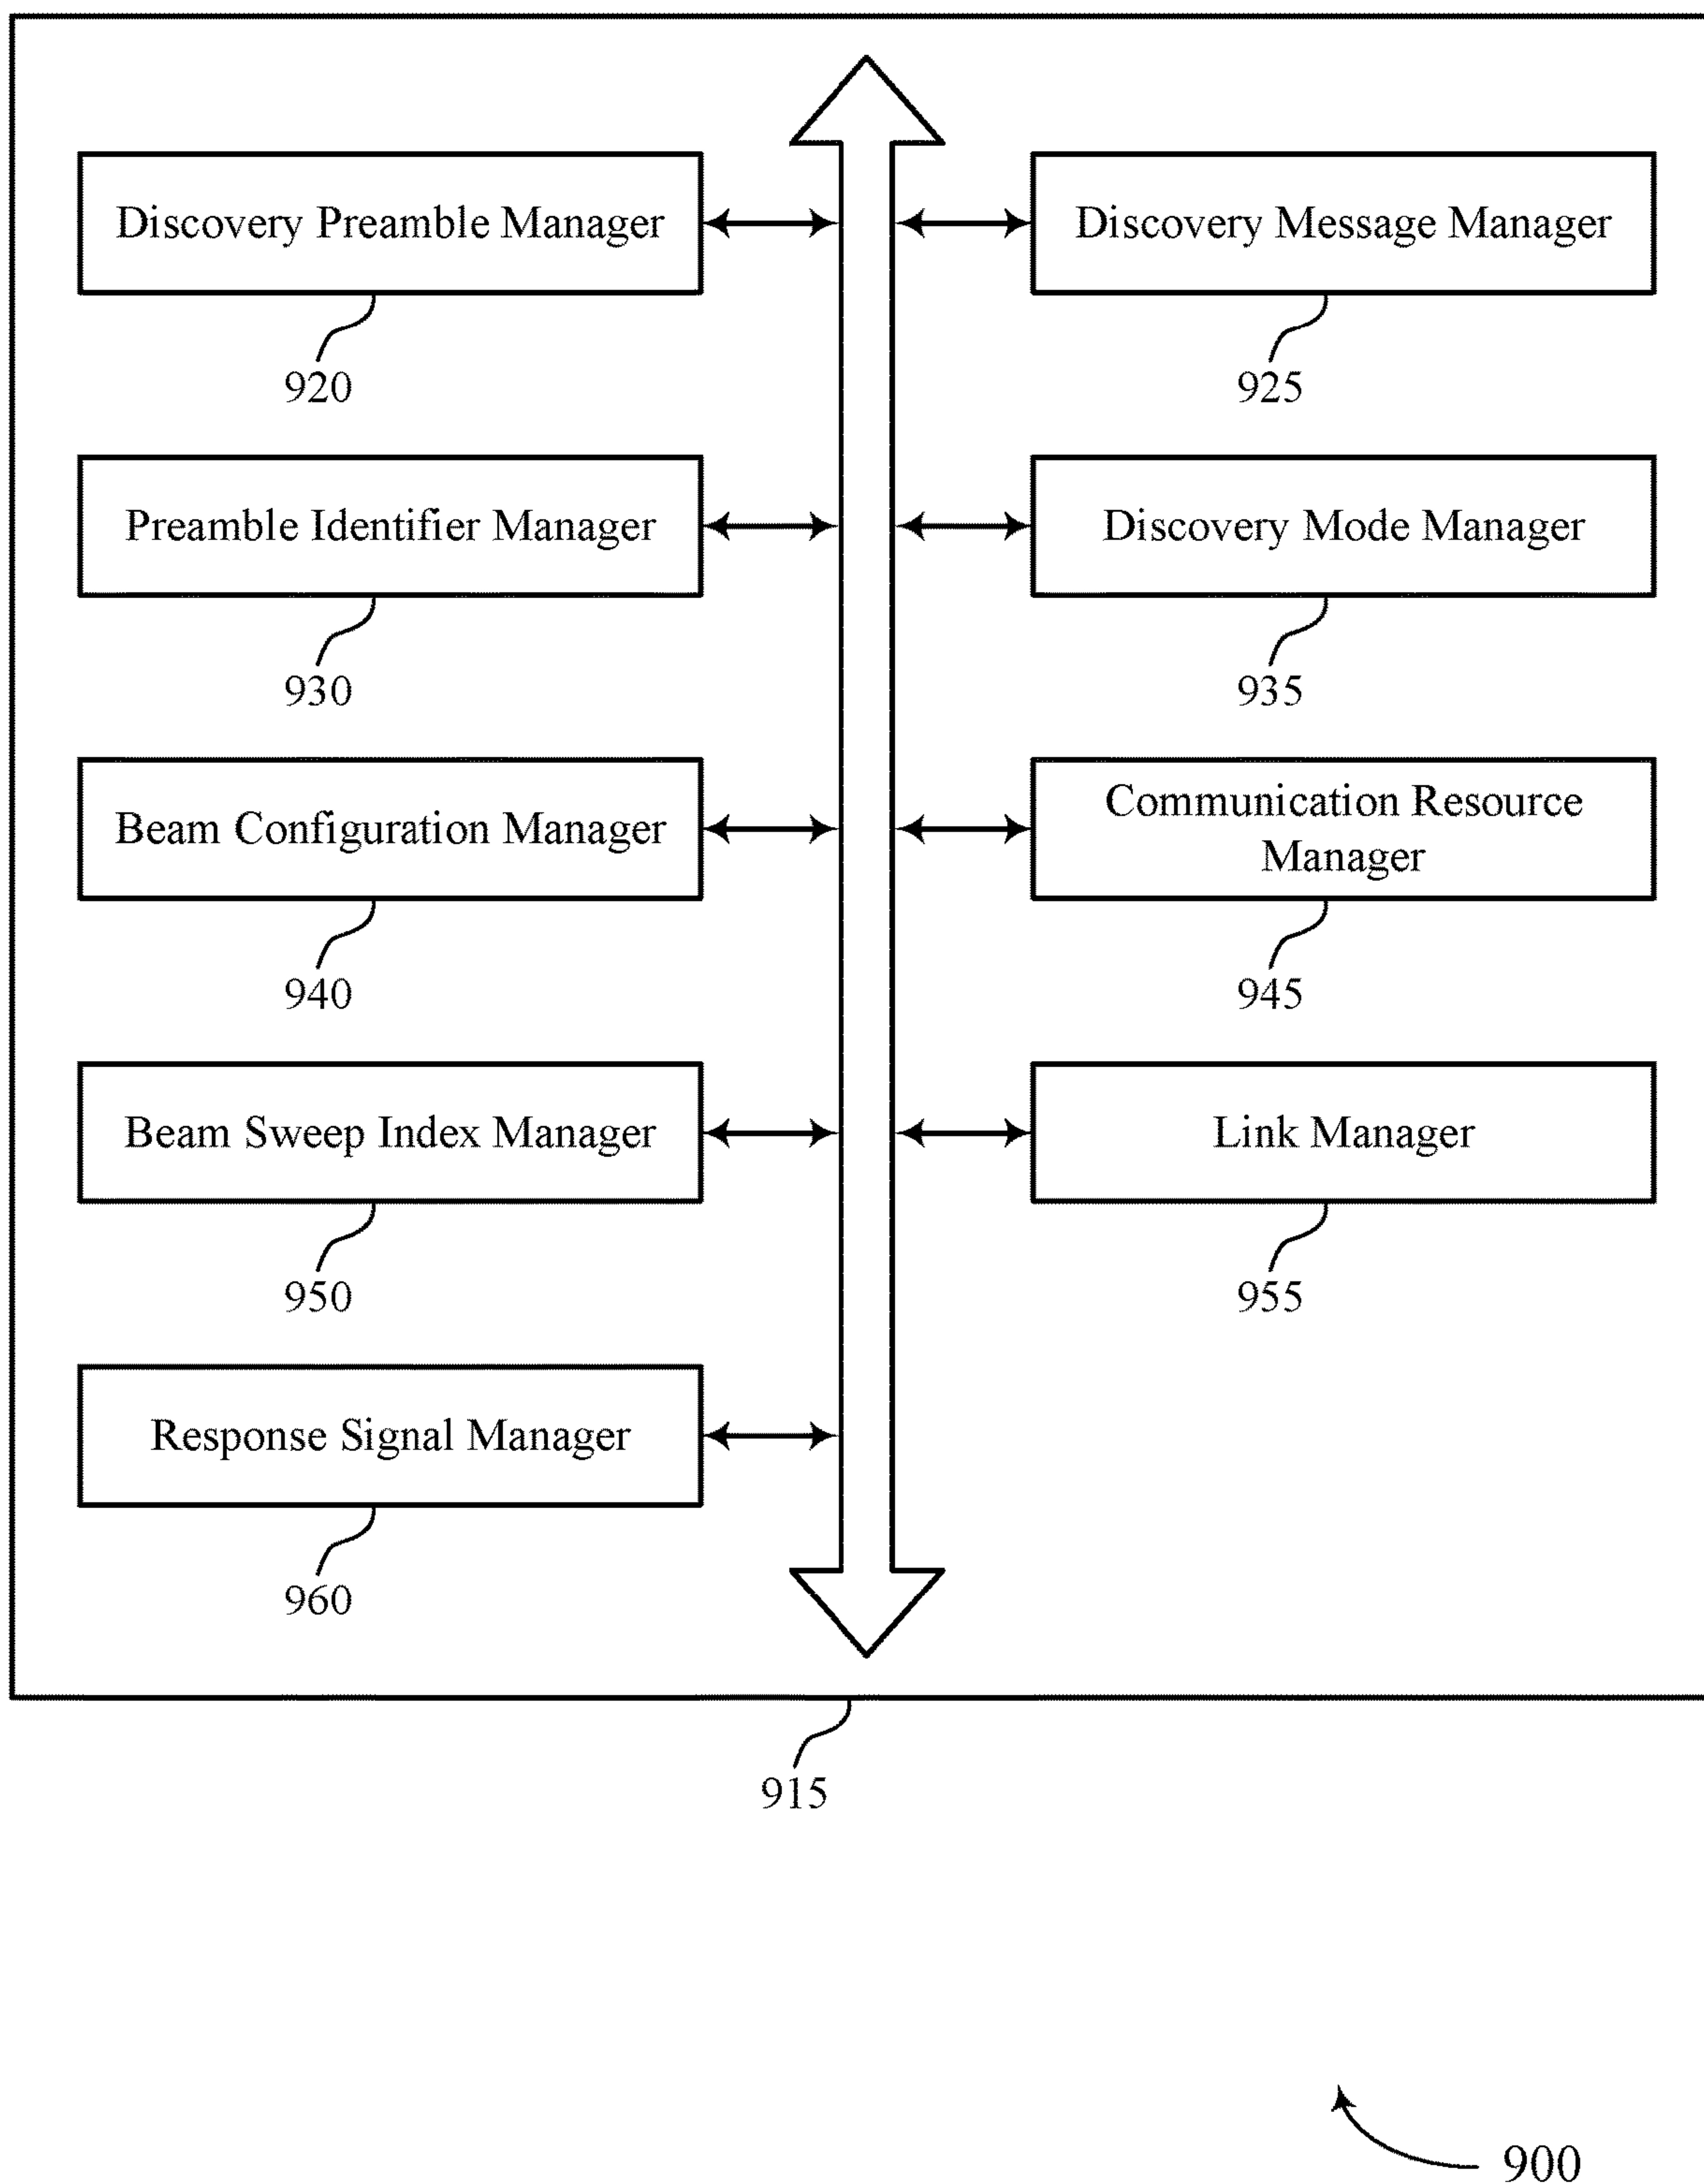 Discovery Preamble Manager
Discovery Message Manager
920
925
Preamble Identifier Manager
Discovery Mode Manager
930
935
Beam Configuration Manager
Communication Resource
Manager
940
945
Beam Sweep Index Manager
Link Manager
950
955
Response Signal Manager
960
915
900